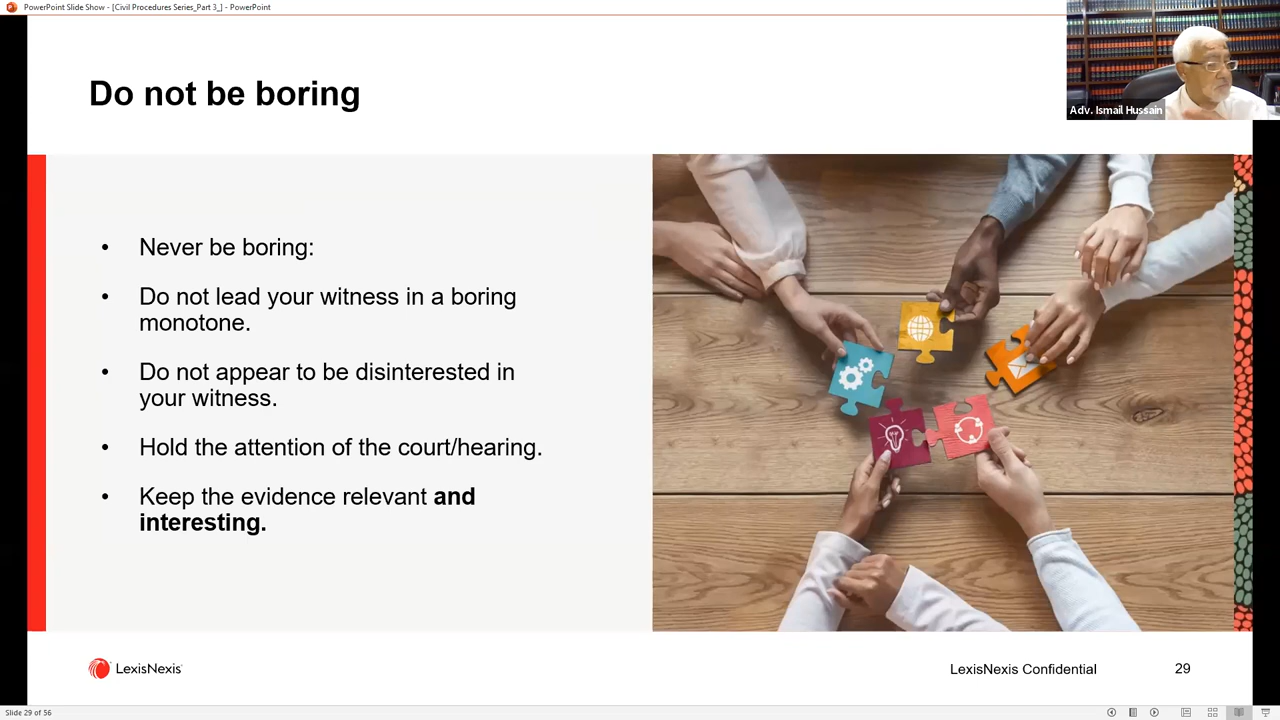 PowerPoint Slide Show - [Civil Procedures Series_Part 3_] - PowerPoint
Adv. Ismail Hussain
Do not be boring
• Never be boring:
• Do not lead your witness in a boring
monotone.
• Do not appear to be disinterested in
your witness.
• Hold the attention of the court/hearing.
• Keep the evidence relevant and
interesting.
LexisNexis
LexisNexis Confidential
29
Slide 29 of 56